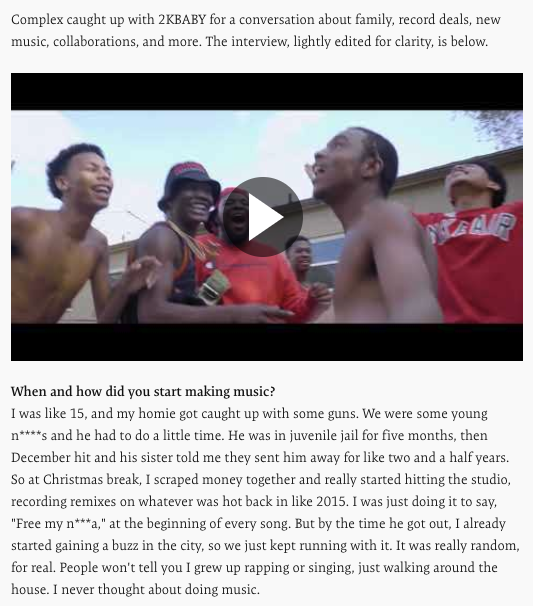 Complex caught up with 2KBABY for a conversation about family, record deals, new
music, collaborations, and more. The interview, lightly edited for clarity, is below.
When and how did you start making music?
I was like 15, and my homie got caught up with some guns. We were some young
n****s and he had to do a little time. He was in juvenile jail for five months, then
December hit and his sister told me they sent him away for like two and a half years.
So at Christmas break, I scraped money together and really started hitting the studio,
recording remixes on whatever was hot back in like 2015. I was just doing it to say,
"Free my n***a," at the beginning of every song. But by the time he got out, I already
started gaining a buzz in the city, so we just kept running with it. It was really random,
for real. People won't tell you I grew up rapping or singing, just walking around the
house. I never thought about doing music.